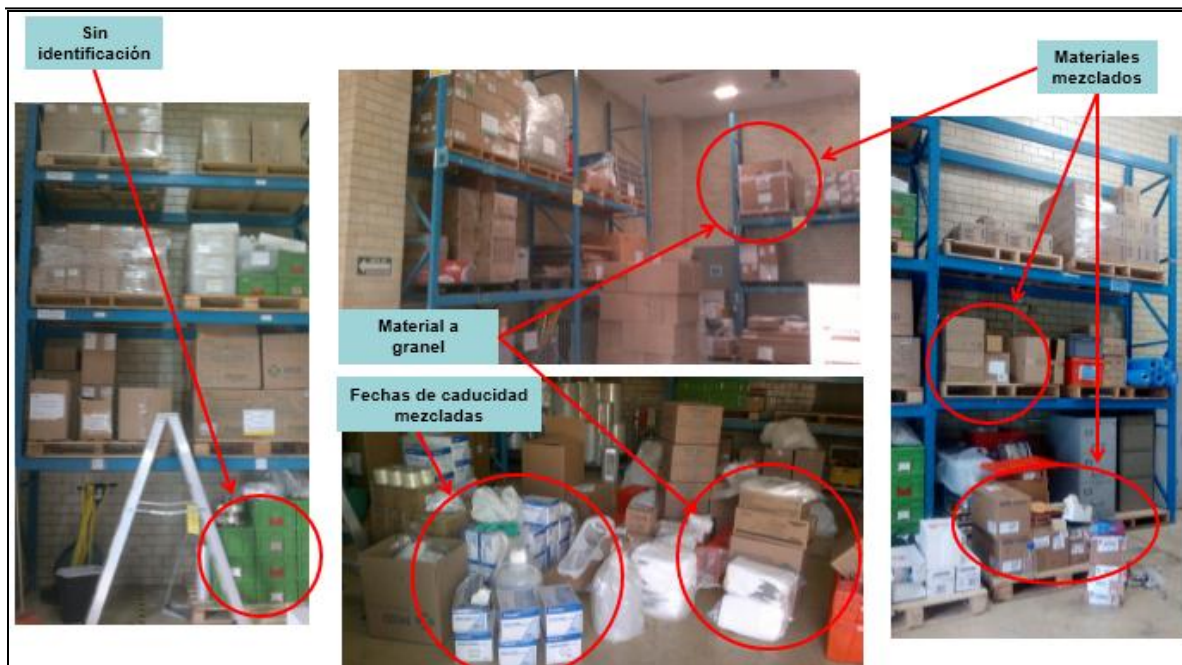 Sin
identificación
Materiales
mezclados
Material a
granel
Fechas de caducidad
mezcladas